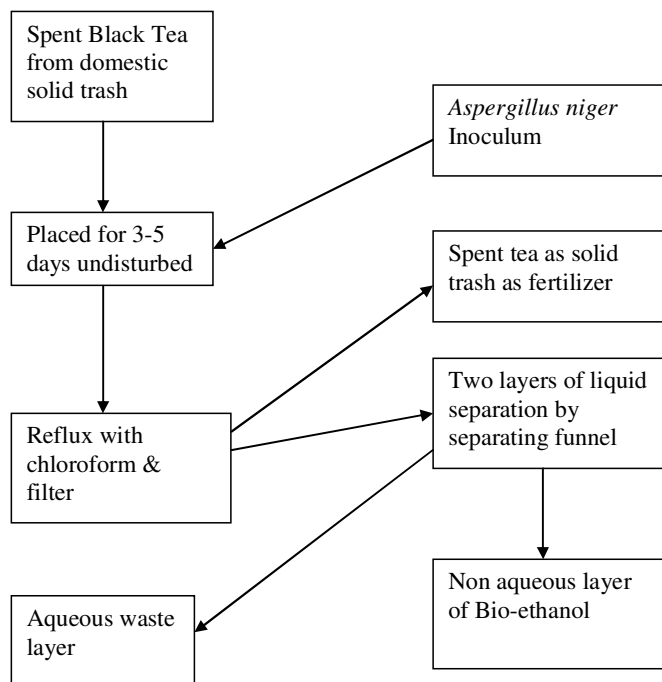 Spent Black Tea
from domestic
solid trash
Aspergillus niger
Inoculum
Placed for 3-5
days undisturbed
Spent tea as solid
trash as fertilizer
Two layers of liquid
separation by
separating funnel
Reflux with
chloroform &
filter
Non aqueous layer
of Bio-ethanol
Aqueous waste
layer